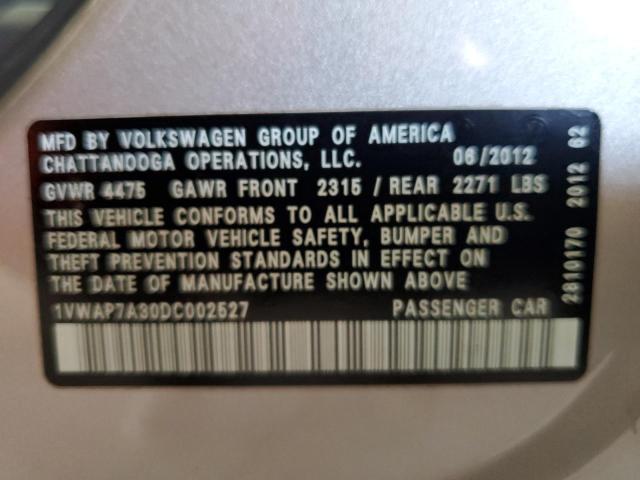 MFD BY VOLKSWAGEN GROUP OF AMERICA
CHATTANOOGA OPERATIONS, LLC. 06/2012
GVWR 4475 GAWR FRONT 2315 / REAR 2271 LBS
THIS VEHICLE CONFORMS TO ALL APPLICABLE U.S.
FEDERAL MOTOR VEHICLE SAFETY, BUMPER AND
THEFT PREVENTION STANDARDS IN EFFECT ON
THE DATE OF MANUFACTURE SHOWN ABOVE
1VWAP7A30DC002527 PASSENGER CAR
2810170 2012 02